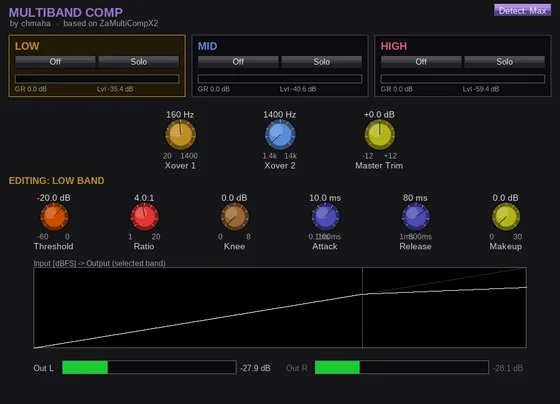 MULTIBAND COMP
by chmaha · based on ZaMultiCompX2
Detect: Max
LOW
Off Solo
GR 0.0 dB Lvl -35.4 dB
MID
Off Solo
GR 0.0 dB Lvl -40.6 dB
HIGH
Off Solo
GR 0.0 dB Lvl -59.4 dB
160 Hz 1400 Hz +0.0 dB
20 1400 1.4k 14k -12 +12
Xover 1 Xover 2 Master Trim
EDITING: LOW BAND
-20.0 dB 4.0:1 0.0 dB 10.0 ms 80 ms 0.0 dB
-60 0 1 20 0 8 0.1 100ms 1ms 500ms 0 30
Threshold Ratio Knee Attack Release Makeup
Input [dBFS] -> Output (selected band)
Out L -27.9 dB Out R -28.1 dB